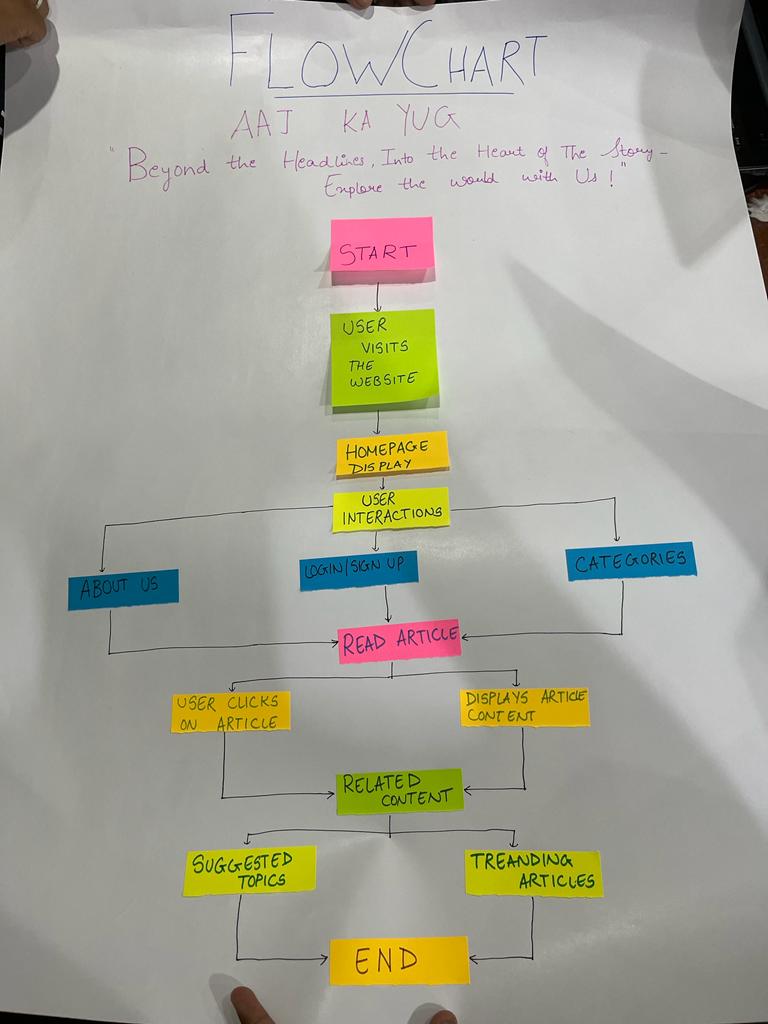 FLOWCHART
AAJ KA YUG
"Beyond the Headlines, Into the Heart of The Story -
Explore the would with Us!"
START
USER
VISITS
THE
WEBSITE
HOMEPAGE
DISPLAY
USER
INTERACTIONS
ABOUT US
LOGIN/SIGN UP
CATEGORIES
READ ARTICLE
USER CLICKS
ON ARTICLE
DISPLAYS ARTICLE
CONTENT
RELATED
CONTENT
SUGGESTED
TOPICS
TREANDING
ARTICLES
END